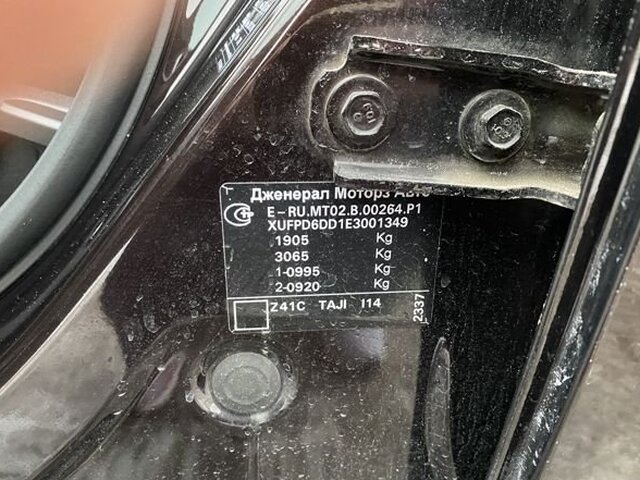 Дженерал Моторз Авто
E-RU.MT02.B.00264.P1
XUFPD6DD1E3001349
1905 Kg
3065 Kg
1-0995 Kg
2-0920 Kg
Z41C TAJI I14
2337